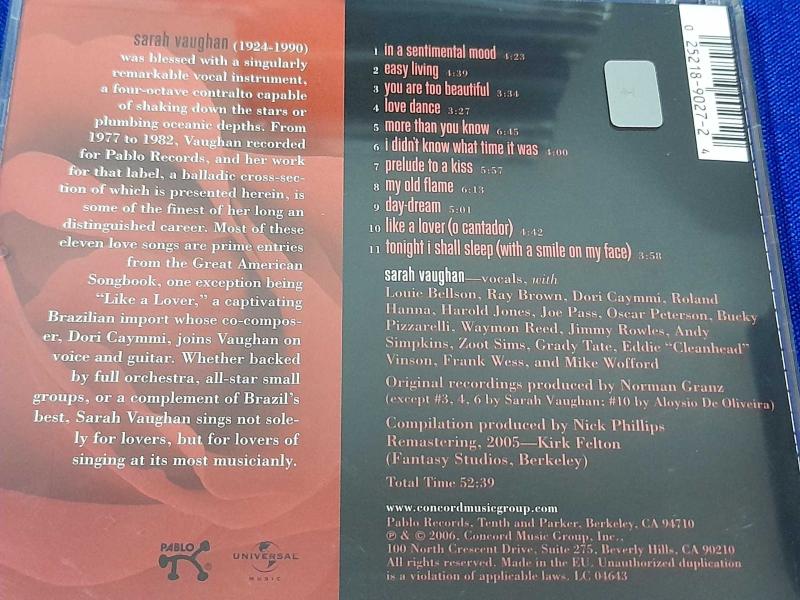 sarah vaughan (1924-1990)
was blessed with a singularly
remarkable vocal instrument,
a four-octave contralto capable
of shaking down the stars or
plumbing oceanic depths. From
1977 to 1982, Vaughan recorded
for Pablo Records, and her work
for that label, a balladic cross-sec-
tion of which is presented herein, is
some of the finest of her long an
distinguished career. Most of these
eleven love songs are prime entries
from the Great American
Songbook, one exception being
“Like a Lover,” a captivating
Brazilian import whose co-compos-
er, Dori Caymmi, joins Vaughan on
voice and guitar. Whether backed
by full orchestra, all-star small
groups, or a complement of Brazil’s
best, Sarah Vaughan sings not sole-
ly for lovers, but for lovers of
singing at its most musicianly.
PABLO
UNIVERSAL
MUSIC
1 in a sentimental mood 4:23
2 easy living 4:39
3 you are too beautiful 3:34
4 love dance 3:27
5 more than you know 6:45
6 i didn't know what time it was 4:00
7 prelude to a kiss 5:57
8 my old flame 6:13
9 day-dream 5:01
10 like a lover (o cantador) 4:42
11 tonight i shall sleep (with a smile on my face) 3:58
sarah vaughan—vocals, with
Louie Bellson, Ray Brown, Dori Caymmi, Roland
Hanna, Harold Jones, Joe Pass, Oscar Peterson, Bucky
Pizzarelli, Waymon Reed, Jimmy Rowles, Andy
Simpkins, Zoot Sims, Grady Tate, Eddie “Cleanhead”
Vinson, Frank Wess, and Mike Wofford
Original recordings produced by Norman Granz
(except #3, 4, 6 by Sarah Vaughan; #10 by Aloysio De Oliveira)
Compilation produced by Nick Phillips
Remastering, 2005—Kirk Felton
(Fantasy Studios, Berkeley)
Total Time 52:39
www.concordmusicgroup.com
Pablo Records, Tenth and Parker, Berkeley, CA 94710
℗ & © 2006, Concord Music Group, Inc.,
100 North Crescent Drive, Suite 275, Beverly Hills, CA 90210
All rights reserved. Made in the EU. Unauthorized duplication
is a violation of applicable laws. LC 04643
0 25218-9027-2 4